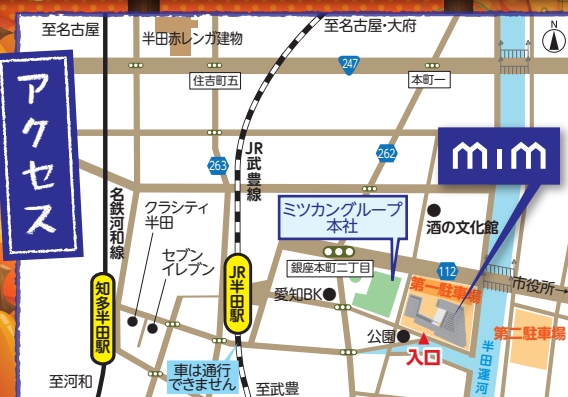 至名古屋
半田赤レンガ建物
至名古屋・大府
N
アクセス
住吉町五
247
本町一
JR武豊線
263
262
mim
名鉄河和線
クラシティ
半田
ミツカングループ
本社
酒の文化館
セブン
イレブン
銀座本町二丁目
112
知多半田駅
JR半田駅
愛知BK
第一駐車場
市役所→
公園
入口
第二駐車場
半田運河
車は通行
できません
至河和
至武豊